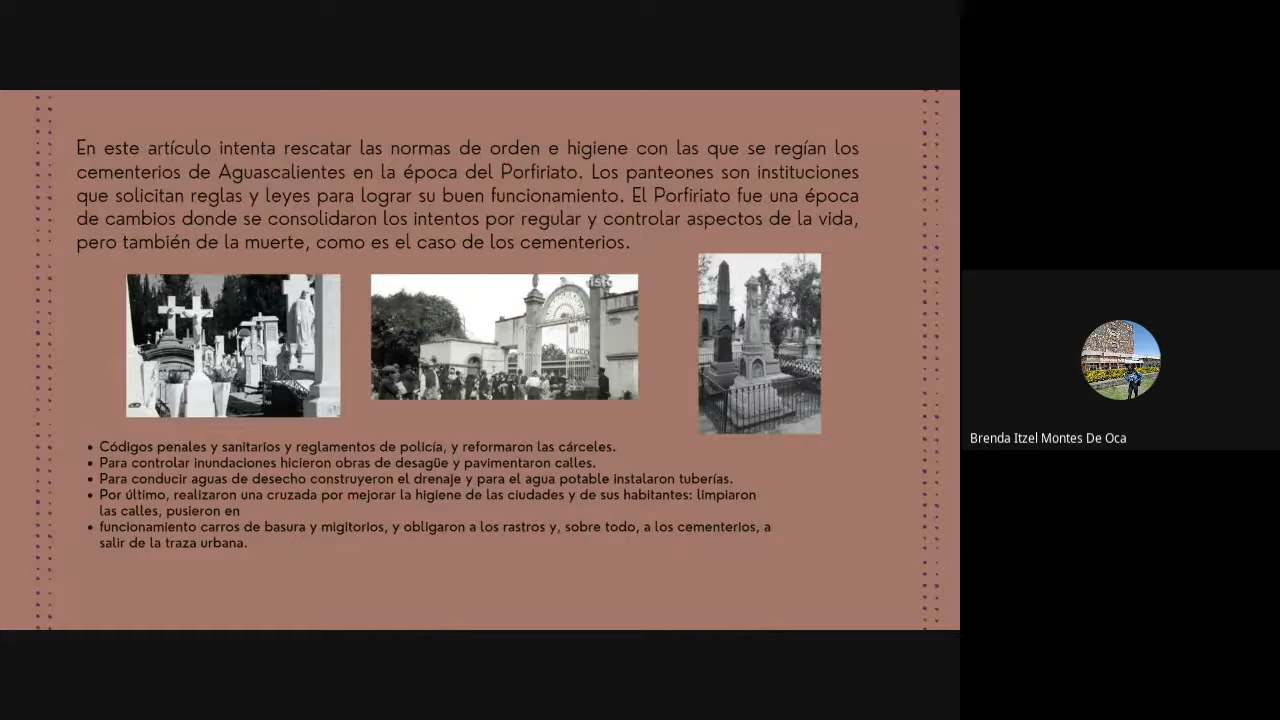 En este artículo intenta rescatar las normas de orden e higiene con las que se regían los
cementerios de Aguascalientes en la época del Porfiriato. Los panteones son instituciones
que solicitan reglas y leyes para lograr su buen funcionamiento. El Porfiriato fue una época
de cambios donde se consolidaron los intentos por regular y controlar aspectos de la vida,
pero también de la muerte, como es el caso de los cementerios.
• Códigos penales y sanitarios y reglamentos de policía, y reformaron las cárceles.
• Para controlar inundaciones hicieron obras de desagüe y pavimentaron calles.
• Para conducir aguas de desecho construyeron el drenaje y para el agua potable instalaron tuberías.
• Por último, realizaron una cruzada por mejorar la higiene de las ciudades y de sus habitantes: limpiaron
las calles, pusieron en
• funcionamiento carros de basura y migitorios, y obligaron a los rastros y, sobre todo, a los cementerios, a
salir de la traza urbana.
Brenda Itzel Montes De Oca